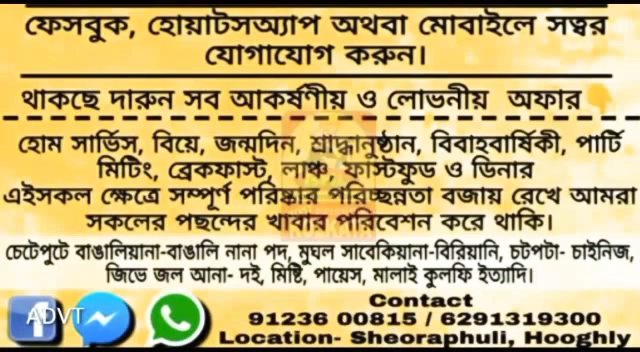 ফেসবুক, হোয়াটসঅ্যাপ অথবা মোবাইলে সত্বর
যোগাযোগ করুন।
থাকছে দারুন সব আকর্ষণীয় ও লোভনীয় অফার
হোম সার্ভিস, বিয়ে, জন্মদিন, শ্রাদ্ধানুষ্ঠান, বিবাহবার্ষিকী, পার্টি
মিটিং, ব্রেকফাস্ট, লাঞ্চ, ফাস্টফুড ও ডিনার
এইসকল ক্ষেত্রে সম্পূর্ণ পরিষ্কার পরিচ্ছন্নতা বজায় রেখে আমরা
সকলের পছন্দের খাবার পরিবেশন করে থাকি।
চেটেপুটে বাঙালিয়ানা-বাঙালি নানা পদ, মুঘল সাবেকিয়ানা-বিরিয়ানি, চটপটা- চাইনিজ,
জিভে জল আনা- দই, মিষ্টি, পায়েস, মালাই কুলফি ইত্যাদি।
Contact
91236 00815 / 6291319300
Location- Sheoraphuli, Hooghly
ADVT